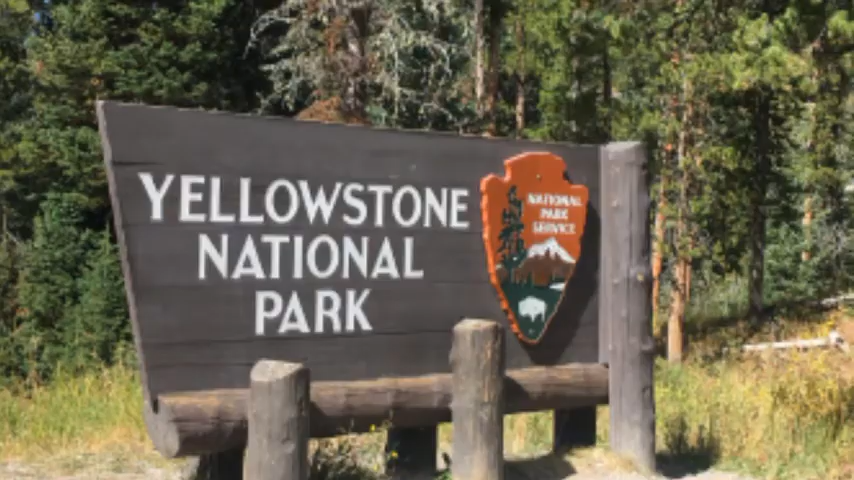 YELLOWSTONE
NATIONAL
PARK
NATIONAL
PARK
SERVICE